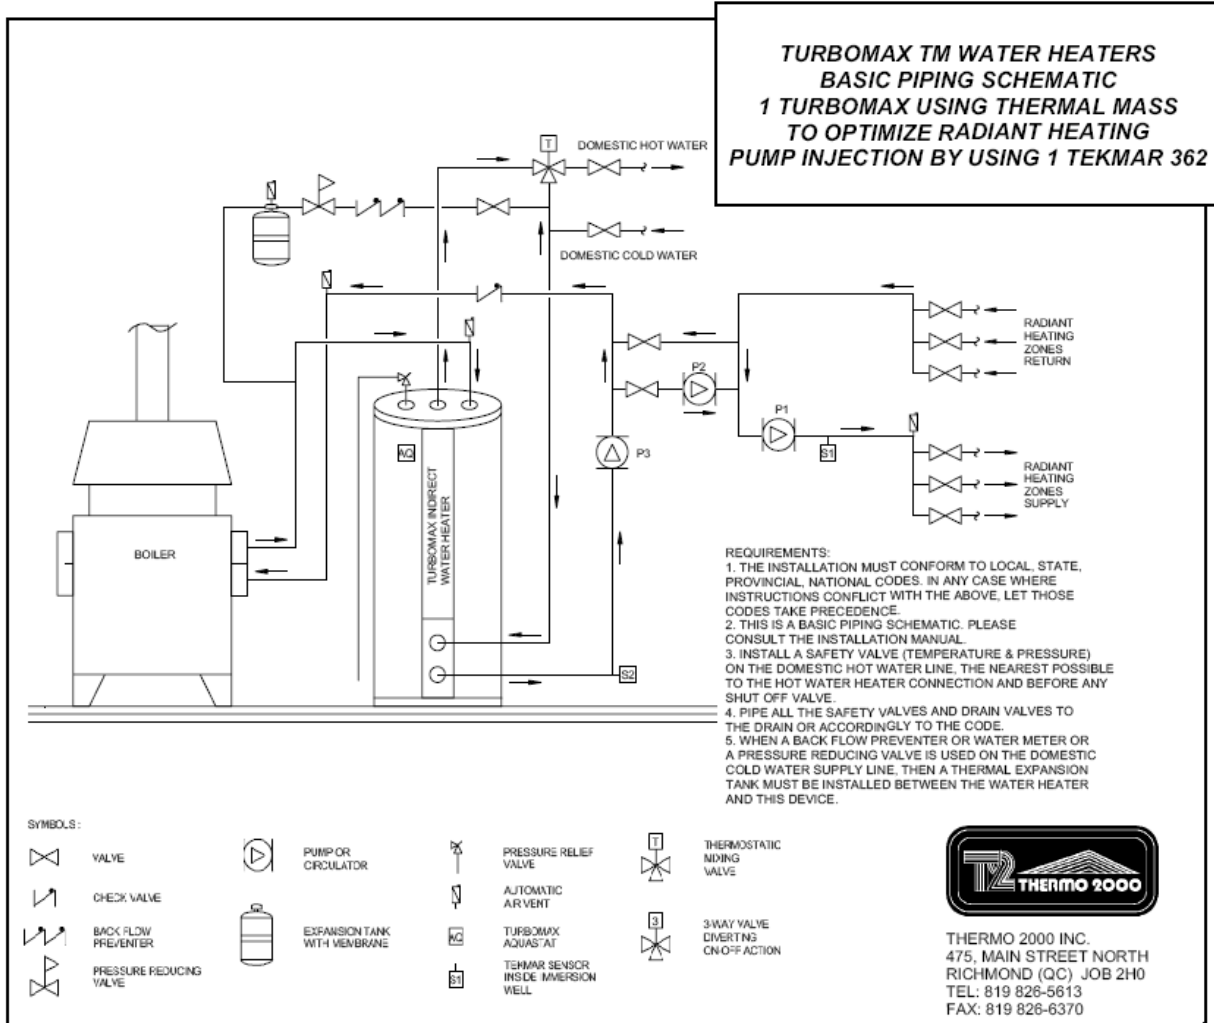 TURBOMAX TM WATER HEATERS
BASIC PIPING SCHEMATIC
1 TURBOMAX USING THERMAL MASS
TO OPTIMIZE RADIANT HEATING
PUMP INJECTION BY USING 1 TEKMAR 362
T
DOMESTIC HOT WATER
DOMESTIC COLD WATER
RADIANT
HEATING
ZONES
RETURN
P2
P1
S1
P3
AQ
RADIANT
HEATING
ZONES
SUPPLY
TURBOMAX INDIRECT
WATER HEATER
BOILER
S2
REQUIREMENTS:
1. THE INSTALLATION MUST CONFORM TO LOCAL, STATE,
PROVINCIAL, NATIONAL CODES. IN ANY CASE WHERE
INSTRUCTIONS CONFLICT WITH THE ABOVE, LET THOSE
CODES TAKE PRECEDENCE.
2. THIS IS A BASIC PIPING SCHEMATIC. PLEASE
CONSULT THE INSTALLATION MANUAL.
3. INSTALL A SAFETY VALVE (TEMPERATURE & PRESSURE)
ON THE DOMESTIC HOT WATER LINE, THE NEAREST POSSIBLE
TO THE HOT WATER HEATER CONNECTION AND BEFORE ANY
SHUT OFF VALVE.
4. PIPE ALL THE SAFETY VALVES AND DRAIN VALVES TO
THE DRAIN OR ACCORDINGLY TO THE CODE.
5. WHEN A BACK FLOW PREVENTER OR WATER METER OR
A PRESSURE REDUCING VALVE IS USED ON THE DOMESTIC
COLD WATER SUPPLY LINE, THEN A THERMAL EXPANSION
TANK MUST BE INSTALLED BETWEEN THE WATER HEATER
AND THIS DEVICE.
SYMBOLS :
VALVE
CHECK VALVE
BACK FLOW
PREVENTER
PRESSURE REDUCING
VALVE
PUMP OR
CIRCULATOR
EXPANSION TANK
WITH MEMBRANE
PRESSURE RELIEF
VALVE
AUTOMATIC
AIR VENT
AQ
TURBOMAX
AQUASTAT
S1
TEKMAR SENSOR
INSIDE IMMERSION
WELL
T
THERMOSTATIC
MIXING
VALVE
3
3-WAY VALVE
DIVERTING
ON-OFF ACTION
T2
THERMO 2000
THERMO 2000 INC.
475, MAIN STREET NORTH
RICHMOND (QC) JOB 2H0
TEL: 819 826-5613
FAX: 819 826-6370